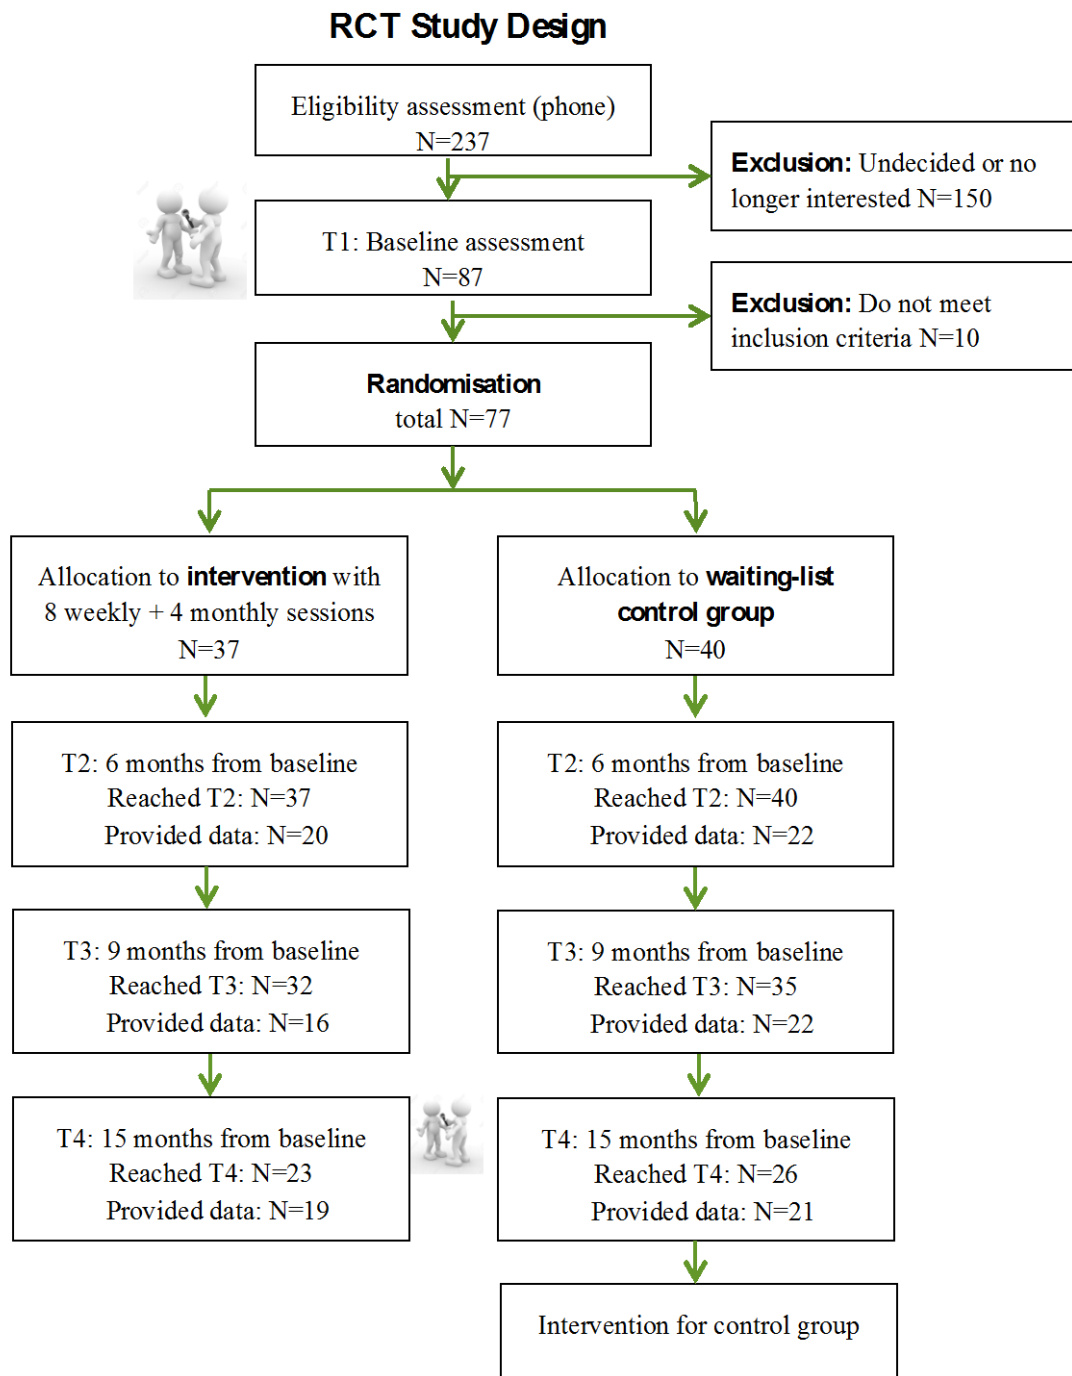 RCT Study Design
Eligibility assessment (phone)
N=237
Exclusion: Undecided or no
longer interested N=150
T1: Baseline assessment
N=87
Exclusion: Do not meet
inclusion criteria N=10
Randomisation
total N=77
Allocation to intervention with
8 weekly + 4 monthly sessions
N=37
Allocation to waiting-list
control group
N=40
T2: 6 months from baseline
Reached T2: N=37
Provided data: N=20
T2: 6 months from baseline
Reached T2: N=40
Provided data: N=22
T3: 9 months from baseline
Reached T3: N=32
Provided data: N=16
T3: 9 months from baseline
Reached T3: N=35
Provided data: N=22
T4: 15 months from baseline
Reached T4: N=23
Provided data: N=19
T4: 15 months from baseline
Reached T4: N=26
Provided data: N=21
Intervention for control group